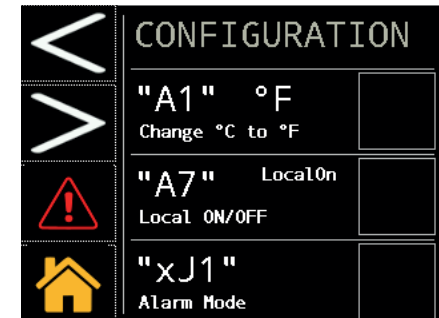 CONFIGURATION
"A1" °F
Change °C to °F
"A7" LocalOn
Local ON/OFF
"xJ1"
Alarm Mode